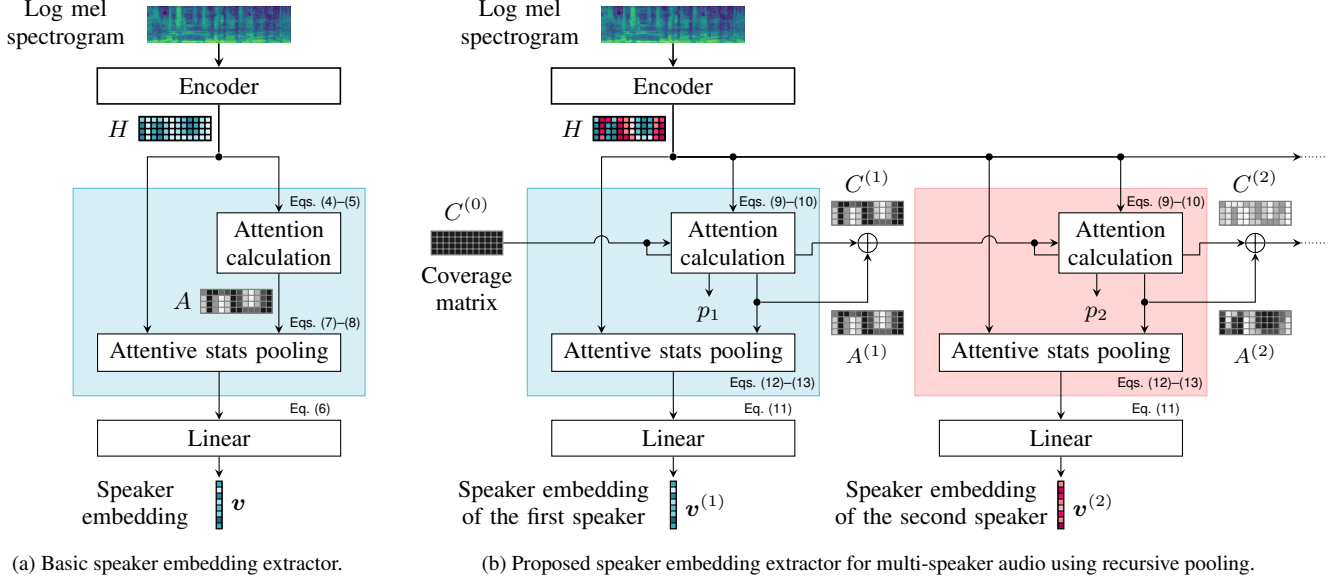 Log mel
spectrogram
Encoder
H
Eqs. (4)–(5)
Attention
calculation
A
Eqs. (7)–(8)
Attentive stats pooling
Eq. (6)
Linear
Speaker
embedding
v
(a) Basic speaker embedding extractor.
Log mel
spectrogram
Encoder
H
C(0)
Coverage
matrix
Eqs. (9)–(10)
Attention
calculation
p1
C(1)
A(1)
Attentive stats pooling
Eqs. (12)–(13)
Eq. (11)
Linear
Speaker embedding
of the first speaker
v(1)
Eqs. (9)–(10)
Attention
calculation
p2
C(2)
A(2)
Attentive stats pooling
Eqs. (12)–(13)
Eq. (11)
Linear
Speaker embedding
of the second speaker
v(2)
(b) Proposed speaker embedding extractor for multi-speaker audio using recursive pooling.